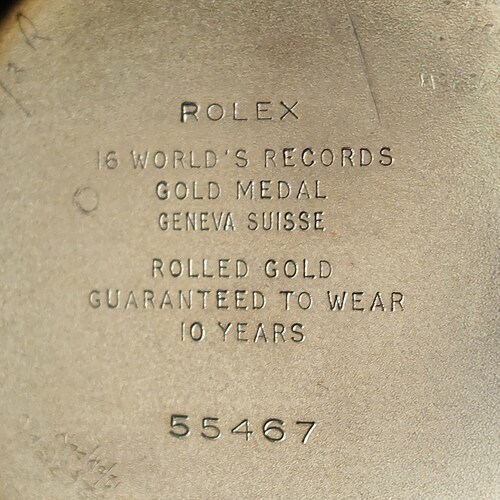 ROLEX
16 WORLD'S RECORDS
GOLD MEDAL
GENEVA SUISSE
ROLLED GOLD
GUARANTEED TO WEAR
10 YEARS
55467